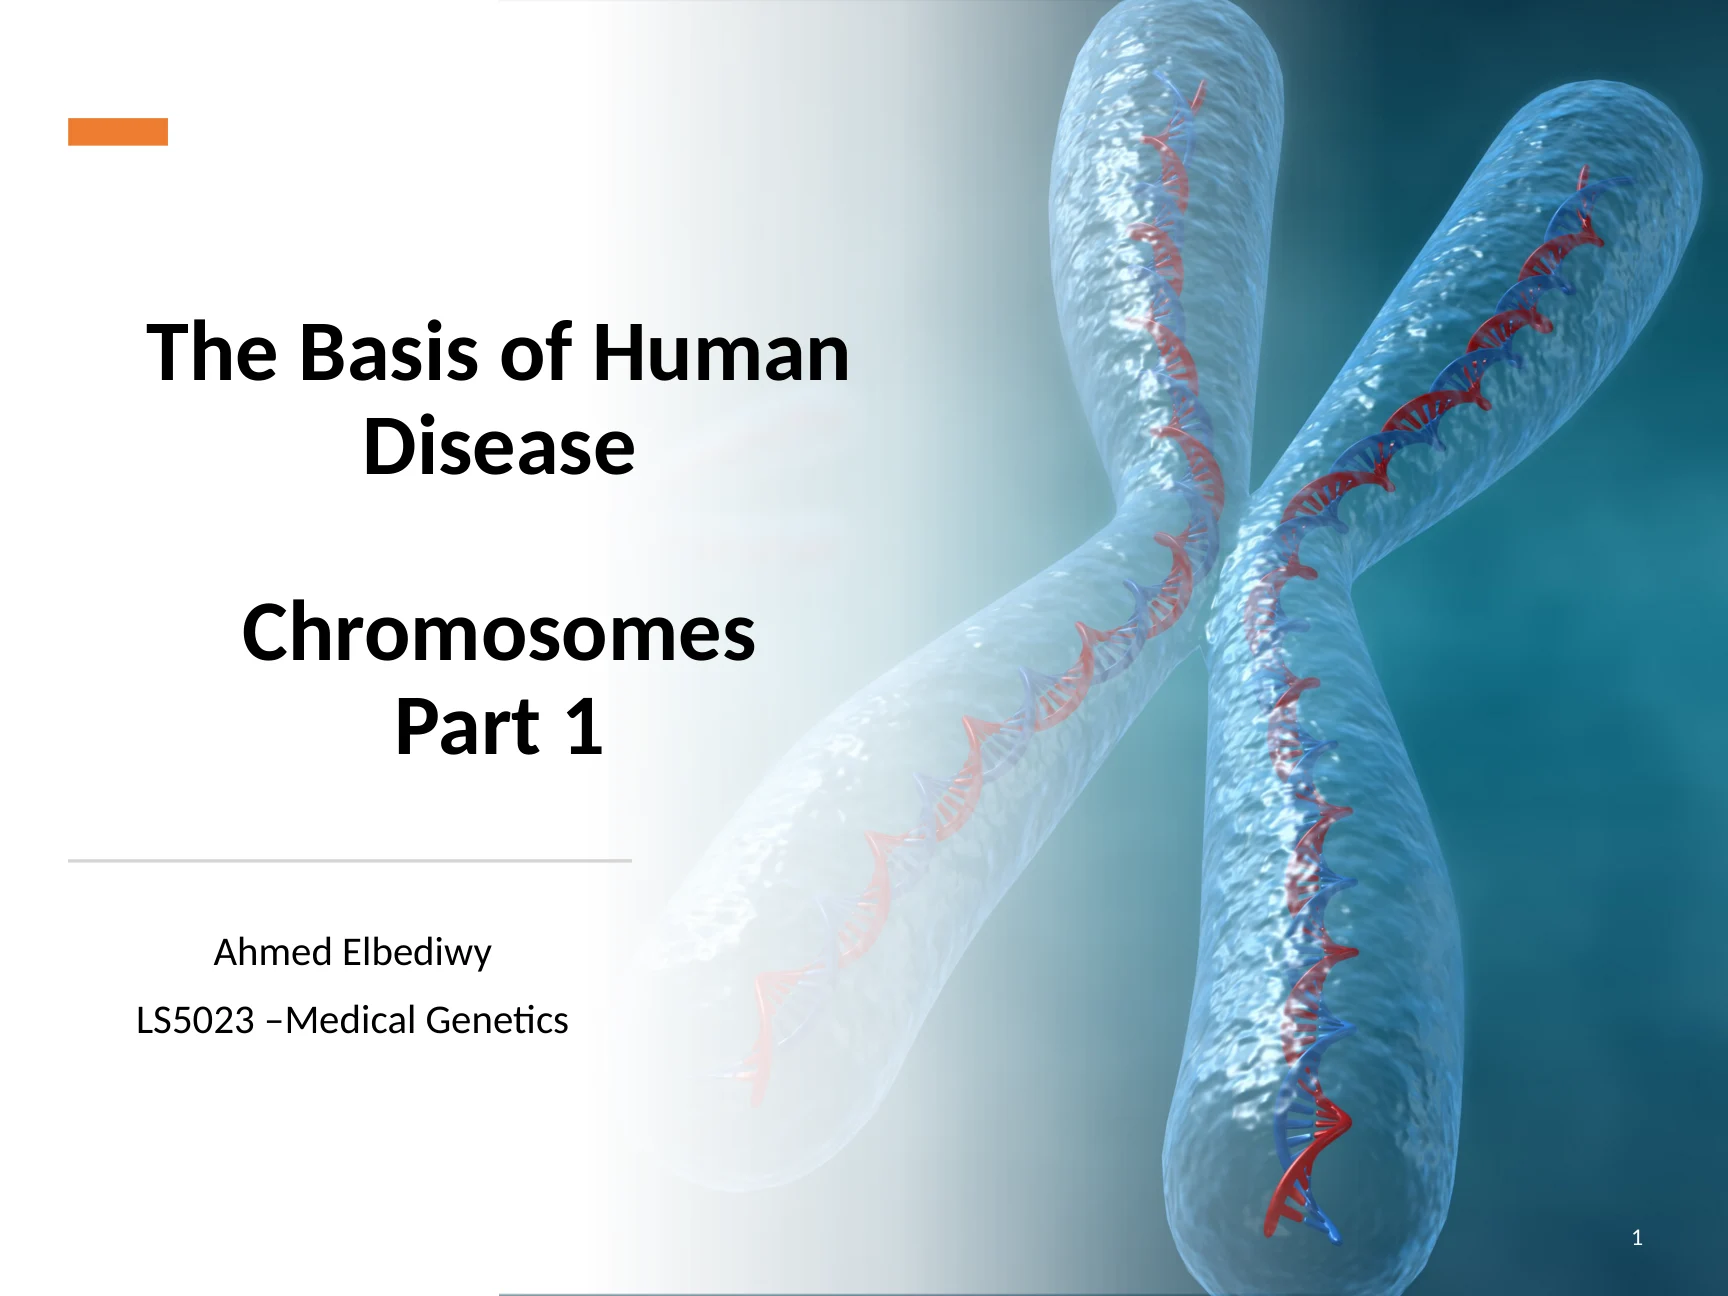 The Basis of Human
Disease
Chromosomes
Part 1
Ahmed Elbediwy
LS5023 –Medical Genetics
1